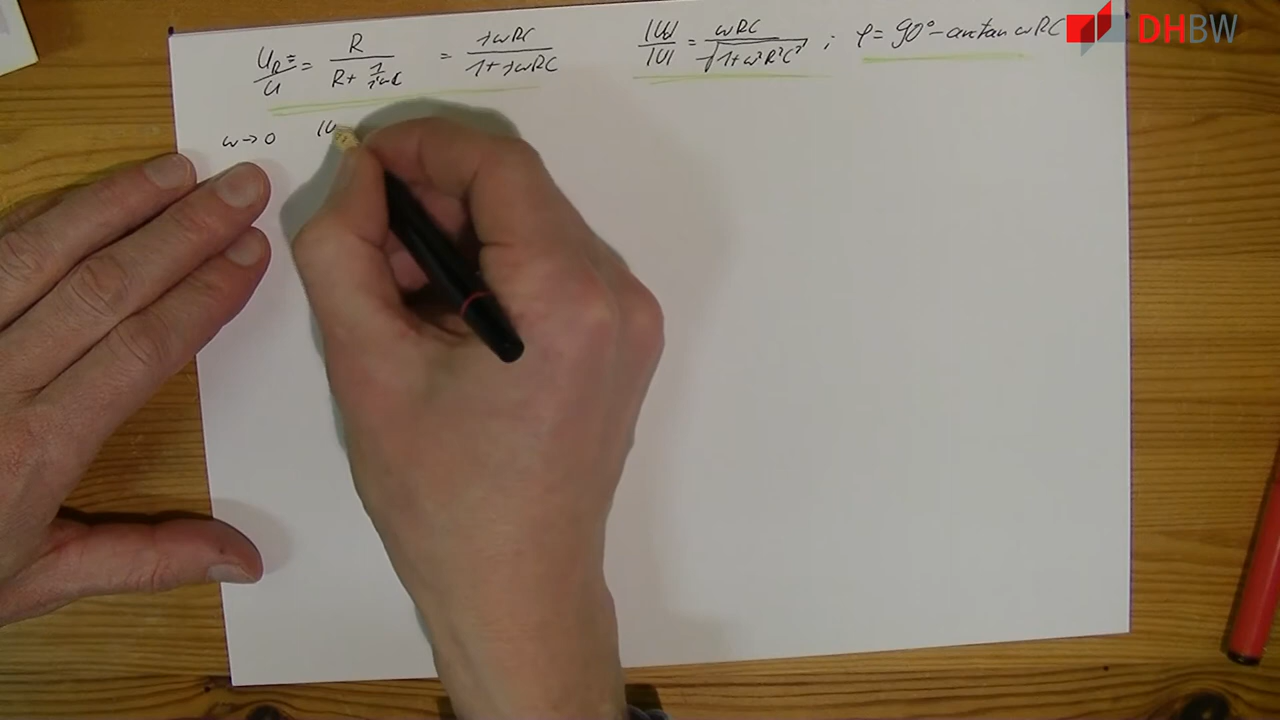 U_R/U = R/(R + 1/jωC) = jωRC/(1 + jωRC)
|U_R|/|U| = ωRC/√(1 + ω²R²C²) ; φ = 90° − arctan ωRC
ω → 0 |U
DHBW